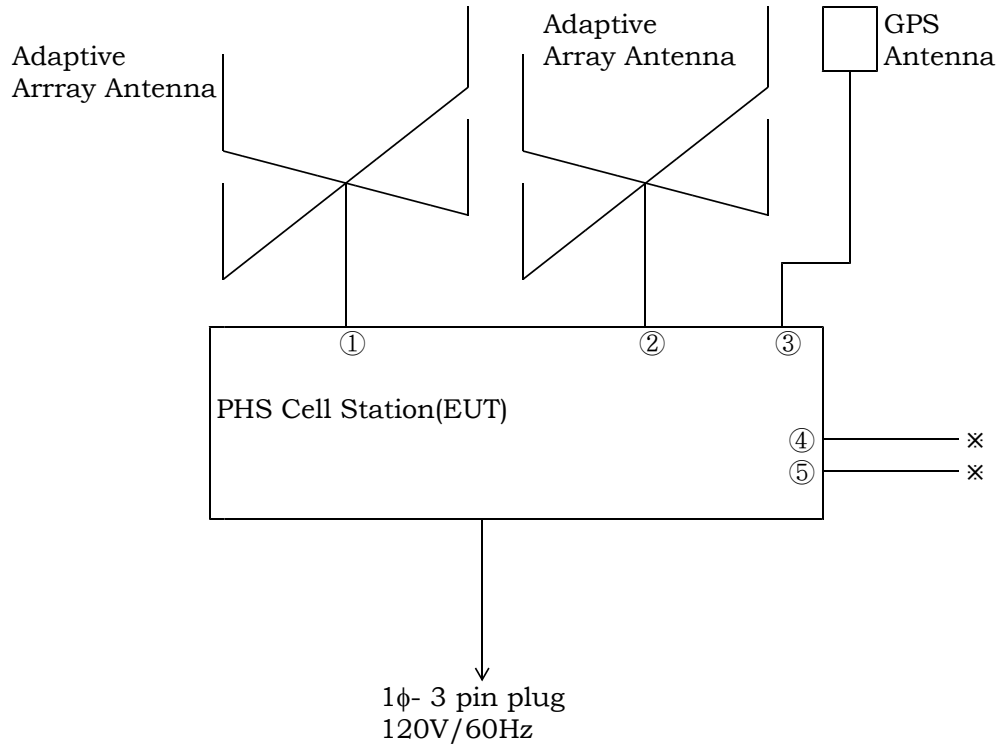 Adaptive
Arrray Antenna
Adaptive
Array Antenna
GPS
Antenna
①
②
③
PHS Cell Station(EUT)
④
※
⑤
※
1ϕ- 3 pin plug
120V/60Hz